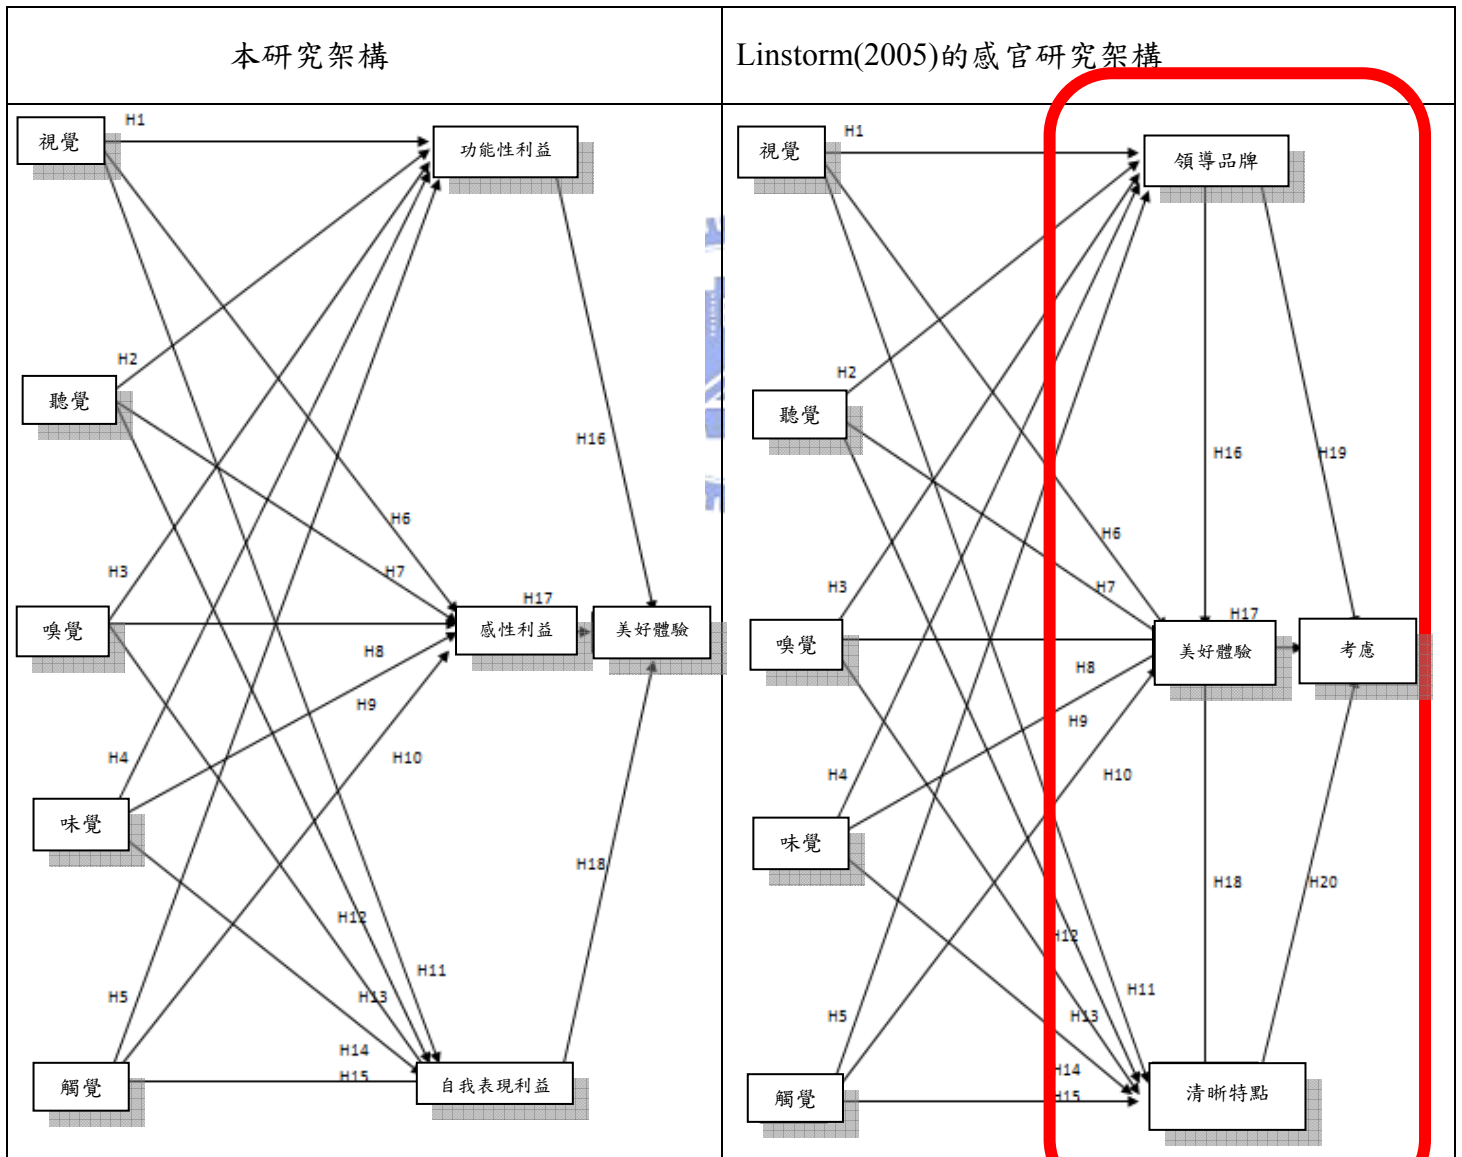 本研究架構
Linstorm(2005)的感官研究架構
視覺
H1
功能性利益
H2
聽覺
H16
H6
H3
H7
H17
嗅覺
感性利益
美好體驗
H8
H9
H4
H10
味覺
H18
H12
H11
H5
H13
H14
觸覺
H15
自我表現利益
視覺
H1
領導品牌
H2
聽覺
H16
H19
H6
H3
H7
H17
嗅覺
美好體驗
考慮
H8
H9
H4
H10
味覺
H18
H20
H12
H11
H5
H13
H14
觸覺
H15
清晰特點